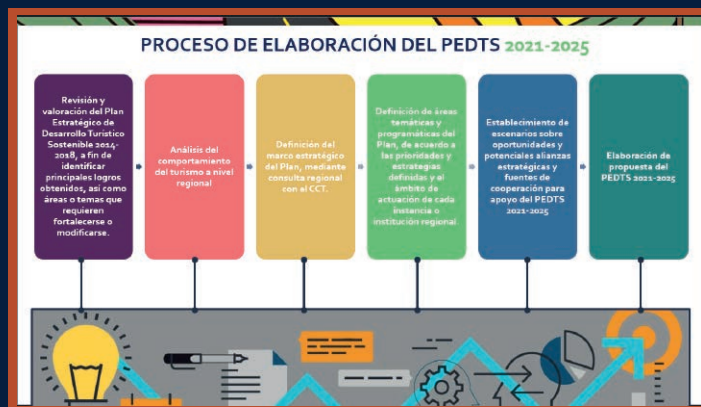 PROCESO DE ELABORACIÓN DEL PEDTS 2021-2025
Revisión y
valoración del Plan
Estratégico de
Desarrollo Turístico
Sostenible 2014-
2018, a fin de
identificar
principales logros
obtenidos, así como
áreas o temas que
requieren
fortalecerse o
modificarse.
Análisis del
comportamiento
del turismo a nivel
regional
Definición del
marco estratégico
del Plan, mediante
consulta regional
con el CCT.
Definición de áreas
temáticas y
programáticas del
Plan, de acuerdo a
las prioridades y
estrategias
definidas y el
ámbito de
actuación de cada
instancia o
institución regional
Establecimiento de
escenarios sobre
oportunidades y
potenciales alianzas
estratégicas y
fuentes de
cooperación para
apoyo del PEDTS
2021-2025
Elaboración de
propuesta del
PEDTS 2021-2025